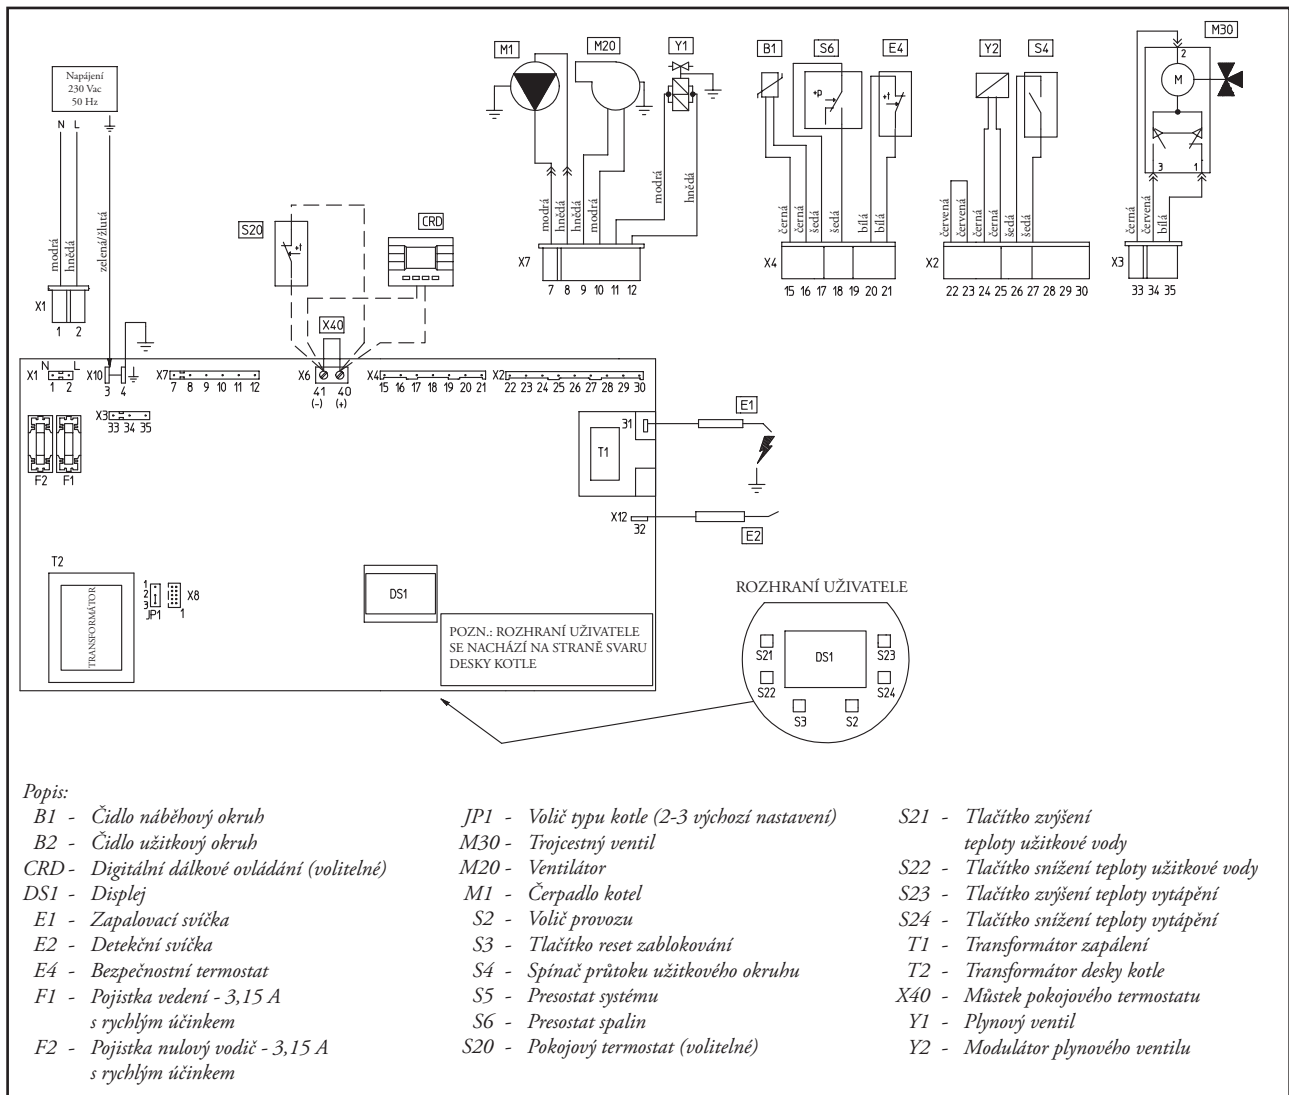 M1 M20 Y1 B1 S6 E4 Y2 S4 M30
Napájení
230 Vac
50 Hz
N L
+p
+t
M
2
3 1
modrá
hnědá
zelená/žlutá
S20
+t
CRD
modrá
hnědá
hnědá
modrá
modrá
hnědá
černá
černá
šedá
šedá
bílá
bílá
červená
červená
černá
černá
šedá
šedá
černá
červená
bílá
X1
1 2
X7
7 8 9 10 11 12
X4
15 16 17 18 19 20 21
X2
22 23 24 25 26 27 28 29 30
X3
33 34 35
X40
X1 N L
1 2
X10
3 4
X7
7 8 9 10 11 12
X6
41 40
(-) (+)
X4
15 16 17 18 19 20 21
X2
22 23 24 25 26 27 28 29 30
X3
33 34 35
F2 F1
31
T1
E1
X12
32
E2
T2
TRANSFORMÁTOR
1
2
3
JP1
X8
1
DS1
POZN.: ROZHRANÍ UŽIVATELE
SE NACHÁZÍ NA STRANĚ SVARU
DESKY KOTLE
ROZHRANÍ UŽIVATELE
S21 DS1 S23
S22 S24
S3 S2
Popis:
B1 - Čidlo náběhový okruh
B2 - Čidlo užitkový okruh
CRD - Digitální dálkové ovládání (volitelné)
DS1 - Displej
E1 - Zapalovací svíčka
E2 - Detekční svíčka
E4 - Bezpečnostní termostat
F1 - Pojistka vedení - 3,15 A
s rychlým účinkem
F2 - Pojistka nulový vodič - 3,15 A
s rychlým účinkem
JP1 - Volič typu kotle (2-3 výchozí nastavení)
M30 - Trojcestný ventil
M20 - Ventilátor
M1 - Čerpadlo kotel
S2 - Volič provozu
S3 - Tlačítko reset zablokování
S4 - Spínač průtoku užitkového okruhu
S5 - Presostat systému
S6 - Presostat spalin
S20 - Pokojový termostat (volitelné)
S21 - Tlačítko zvýšení
teploty užitkové vody
S22 - Tlačítko snížení teploty užitkové vody
S23 - Tlačítko zvýšení teploty vytápění
S24 - Tlačítko snížení teploty vytápění
T1 - Transformátor zapálení
T2 - Transformátor desky kotle
X40 - Můstek pokojového termostatu
Y1 - Plynový ventil
Y2 - Modulátor plynového ventilu